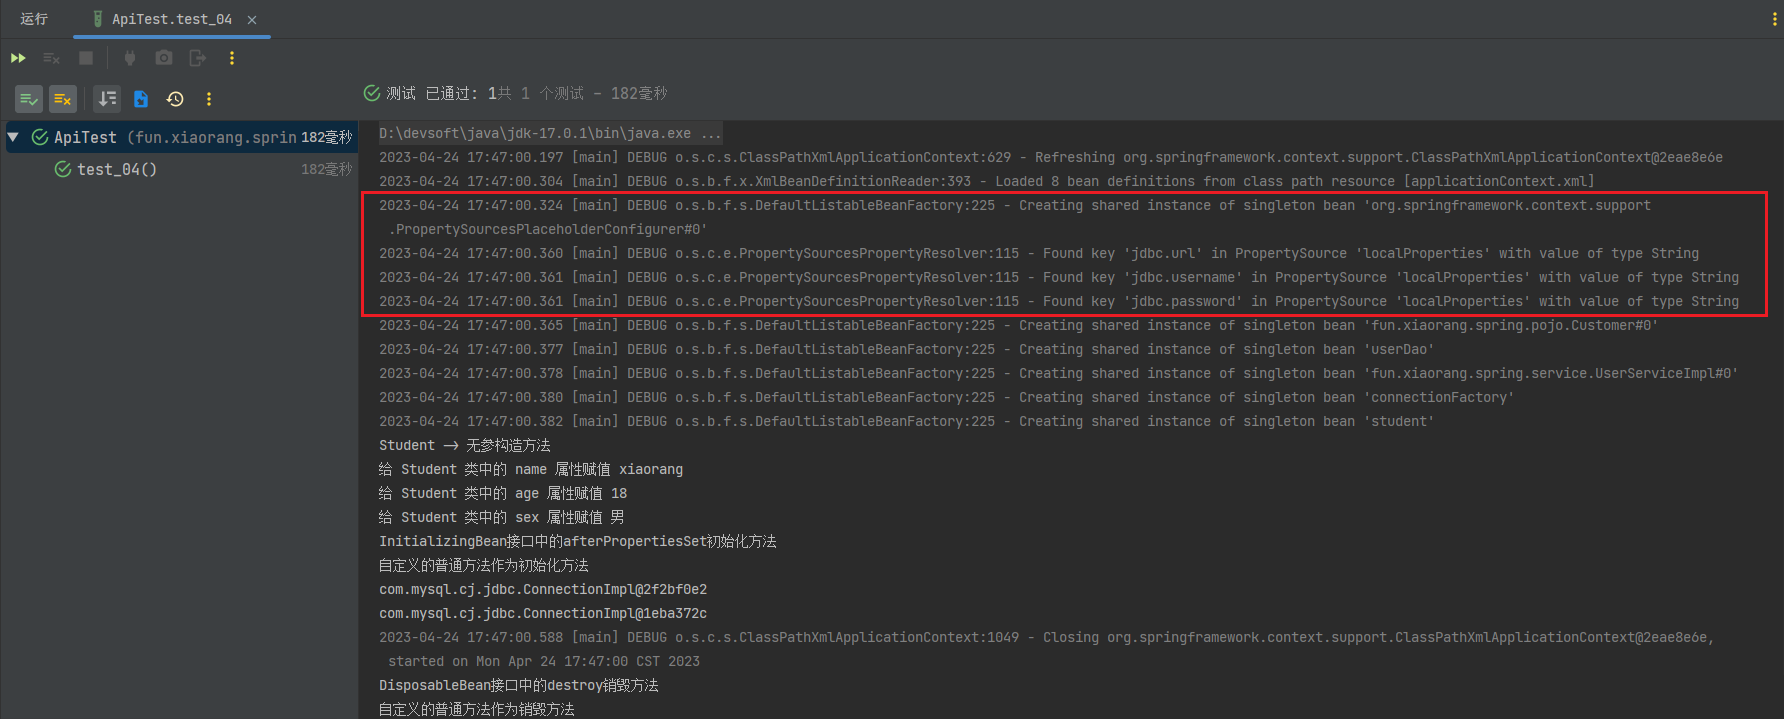 运行
ApiTest.test_04
测试 已通过: 1共 1 个测试 – 182毫秒
ApiTest (fun.xiaorang.sprin 182毫秒
test_04() 182毫秒
D:\devsoft\java\jdk-17.0.1\bin\java.exe ...
2023-04-24 17:47:00.197 [main] DEBUG o.s.c.s.ClassPathXmlApplicationContext:629 - Refreshing org.springframework.context.support.ClassPathXmlApplicationContext@2eae8e6e
2023-04-24 17:47:00.304 [main] DEBUG o.s.b.f.x.XmlBeanDefinitionReader:393 - Loaded 8 bean definitions from class path resource [applicationContext.xml]
2023-04-24 17:47:00.324 [main] DEBUG o.s.b.f.s.DefaultListableBeanFactory:225 - Creating shared instance of singleton bean 'org.springframework.context.support
.PropertySourcesPlaceholderConfigurer#0'
2023-04-24 17:47:00.360 [main] DEBUG o.s.c.e.PropertySourcesPropertyResolver:115 - Found key 'jdbc.url' in PropertySource 'localProperties' with value of type String
2023-04-24 17:47:00.361 [main] DEBUG o.s.c.e.PropertySourcesPropertyResolver:115 - Found key 'jdbc.username' in PropertySource 'localProperties' with value of type String
2023-04-24 17:47:00.361 [main] DEBUG o.s.c.e.PropertySourcesPropertyResolver:115 - Found key 'jdbc.password' in PropertySource 'localProperties' with value of type String
2023-04-24 17:47:00.365 [main] DEBUG o.s.b.f.s.DefaultListableBeanFactory:225 - Creating shared instance of singleton bean 'fun.xiaorang.spring.pojo.Customer#0'
2023-04-24 17:47:00.377 [main] DEBUG o.s.b.f.s.DefaultListableBeanFactory:225 - Creating shared instance of singleton bean 'userDao'
2023-04-24 17:47:00.378 [main] DEBUG o.s.b.f.s.DefaultListableBeanFactory:225 - Creating shared instance of singleton bean 'fun.xiaorang.spring.service.UserServiceImpl#0'
2023-04-24 17:47:00.380 [main] DEBUG o.s.b.f.s.DefaultListableBeanFactory:225 - Creating shared instance of singleton bean 'connectionFactory'
2023-04-24 17:47:00.382 [main] DEBUG o.s.b.f.s.DefaultListableBeanFactory:225 - Creating shared instance of singleton bean 'student'
Student -> 无参构造方法
给 Student 类中的 name 属性赋值 xiaorang
给 Student 类中的 age 属性赋值 18
给 Student 类中的 sex 属性赋值 男
InitializingBean接口中的afterPropertiesSet初始化方法
自定义的普通方法作为初始化方法
com.mysql.cj.jdbc.ConnectionImpl@2f2bf0e2
com.mysql.cj.jdbc.ConnectionImpl@1eba372c
2023-04-24 17:47:00.588 [main] DEBUG o.s.c.s.ClassPathXmlApplicationContext:1049 - Closing org.springframework.context.support.ClassPathXmlApplicationContext@2eae8e6e,
started on Mon Apr 24 17:47:00 CST 2023
DisposableBean接口中的destroy销毁方法
自定义的普通方法作为销毁方法